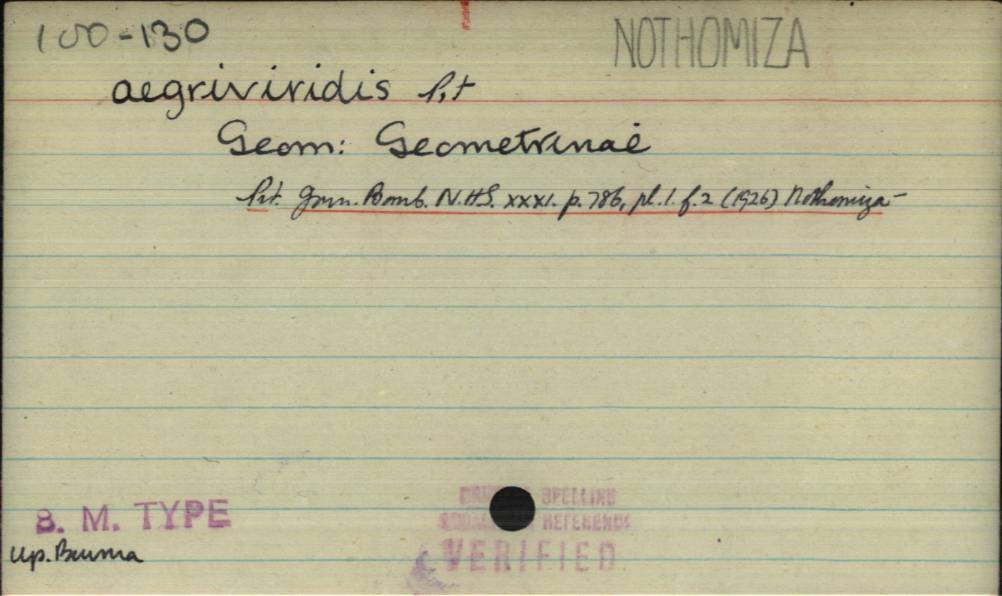 100-130
NOTHOMIZA
aegriviridis Prt
Geom: Geometrinae
Prt. Journ. Bomb. N.H.S. xxxi. p. 786, pl. 1. f. 2 (1926) Nothomiza -
B. M. TYPE
Up. Burma
SPELLING
REFERENCE
VERIFIED